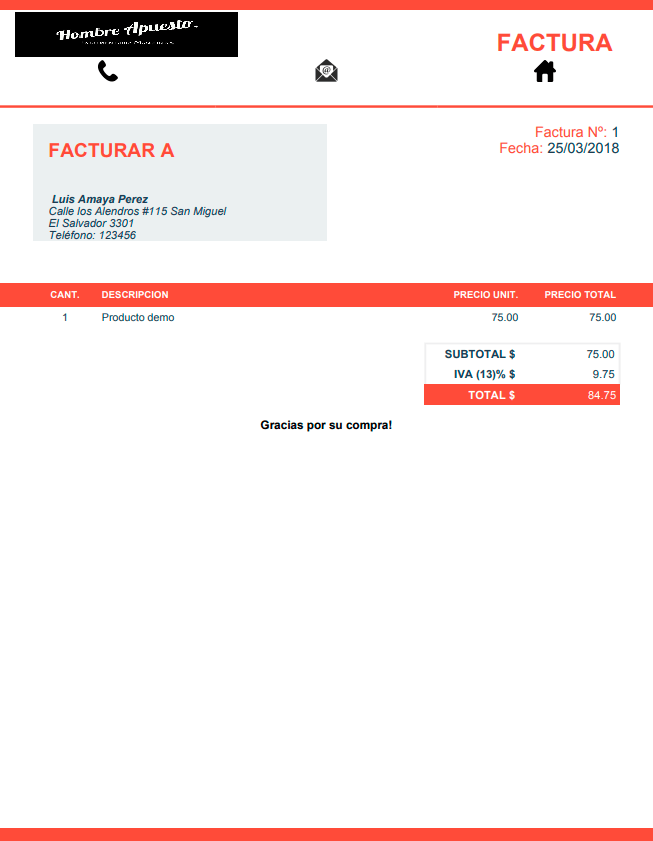 Hombre Apuesto.
FACTURA
@
FACTURAR A
Factura Nº: 1
Fecha: 25/03/2018
Luis Amaya Perez
Calle los Alendros #115 San Miguel
El Salvador 3301
Teléfono: 123456
CANT. DESCRIPCION PRECIO UNIT. PRECIO TOTAL
1 Producto demo 75.00 75.00
SUBTOTAL $ 75.00
IVA (13)% $ 9.75
TOTAL $ 84.75
Gracias por su compra!